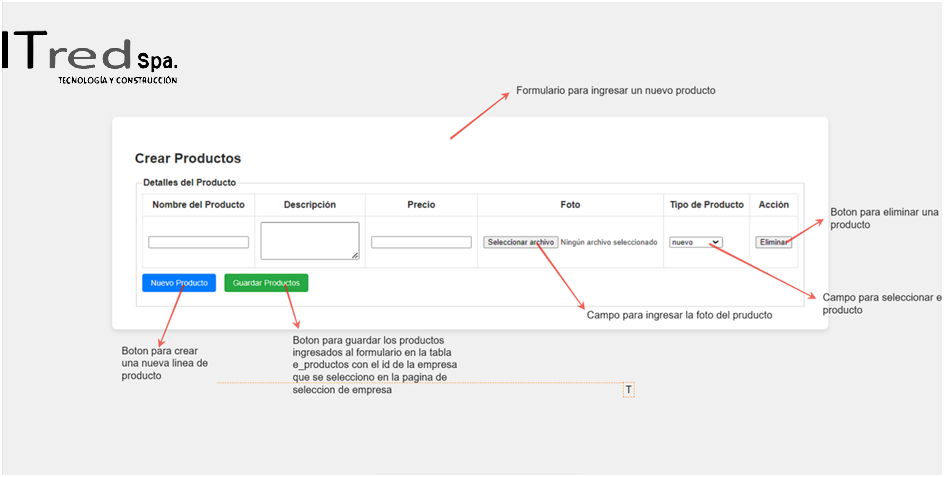 ITred Spa.
TECNOLOGÍA Y CONSTRUCCIÓN
Formulario para ingresar un nuevo producto
Crear Productos
Detalles del Producto
Nombre del Producto Descripción Precio Foto Tipo de Producto Acción
Seleccionar archivo Ningún archivo seleccionado nuevo Eliminar
Nuevo Producto Guardar Productos
Boton para eliminar una
producto
Campo para seleccionar e
producto
Campo para ingresar la foto del pruducto
Boton para crear
una nueva linea de
producto
Boton para guardar los productos
ingresados al formulario en la tabla
e_productos con el id de la empresa
que se selecciono en la pagina de
seleccion de empresa
T